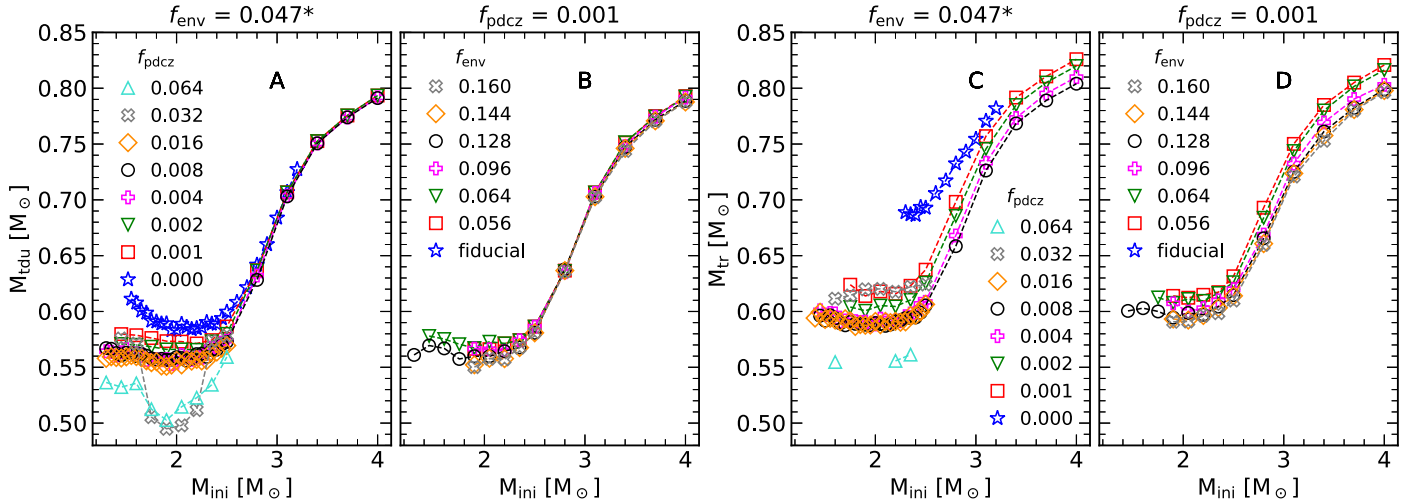 f_env = 0.047*
f_pdcz = 0.001
f_env = 0.047*
f_pdcz = 0.001
M_tdu [M_⊙]
0.85
0.80
0.75
0.70
0.65
0.60
0.55
0.50
A
f_pdcz
0.064
0.032
0.016
0.008
0.004
0.002
0.001
0.000
2
3
4
M_ini [M_⊙]
B
f_env
0.160
0.144
0.128
0.096
0.064
0.056
fiducial
2
3
4
M_ini [M_⊙]
M_tr [M_⊙]
0.85
0.80
0.75
0.70
0.65
0.60
0.55
0.50
C
f_pdcz
0.064
0.032
0.016
0.008
0.004
0.002
0.001
0.000
2
3
4
M_ini [M_⊙]
D
f_env
0.160
0.144
0.128
0.096
0.064
0.056
fiducial
2
3
4
M_ini [M_⊙]